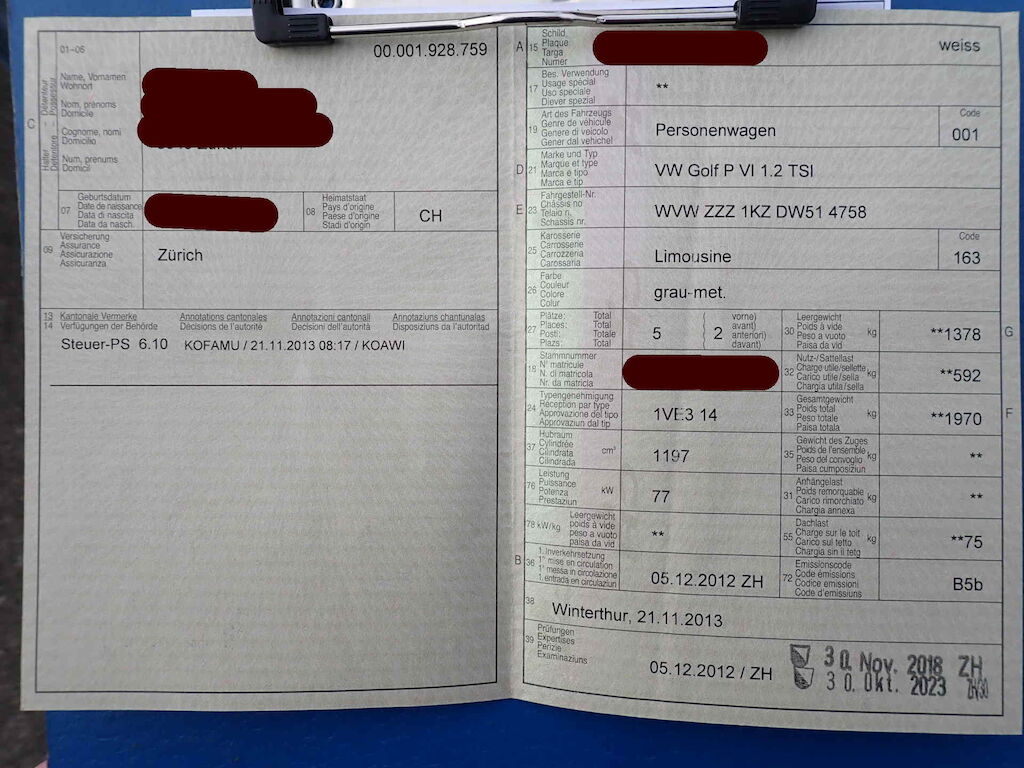 01-06
00.001.928.759
C
Halter - Détenteur
Detentore - Possessur
Name, Vornamen
Wohnort
Nom, prénoms
Domicile
Cognome, nomi
Domicilio
Num, prenums
Domicil
07
Geburtsdatum
Date de naissance
Data di nascita
Data da nasch.
08
Heimatstaat
Pays d'origine
Paese d'origine
Stadi d'origin
CH
09
Versicherung
Assurance
Assicurazione
Assicuranza
Zürich
13 Kantonale Vermerke Annotations cantonales Annotazioni cantonali Annotaziuns chantunalas
14 Verfügungen der Behörde Décisions de l'autorité Decisioni dell'autorità Disposiziuns da l'autoritad
Steuer-PS 6.10 KOFAMU / 21.11.2013 08:17 / KOAWI
A
15
Schild
Plaque
Targa
Numer
weiss
17
Bes. Verwendung
Usage spécial
Uso speciale
Diever spezial
**
19
Art des Fahrzeugs
Genre de véhicule
Genere di veicolo
Gener dal vehichel
Personenwagen
Code
001
D
21
Marke und Typ
Marque et type
Marca e tipo
Marca e tip
VW Golf P VI 1.2 TSI
E
23
Fahrgestell-Nr.
Châssis no
Telaio n.
Schassis nr.
WVW ZZZ 1KZ DW51 4758
25
Karosserie
Carrosserie
Carrozzeria
Carossaria
Limousine
Code
163
26
Farbe
Couleur
Colore
Colur
grau-met.
27
Plätze: Total
Places: Total
Posti: Totale
Plazs: Total
5
( 2
vorne)
avant)
anteriori)
davant)
30
Leergewicht
Poids à vide
Peso a vuoto
Paisa da vid
kg
**1378
G
18
Stammnummer
N° matricule
N. di matricola
Nr. da matricla
32
Nutz-/Sattellast
Charge utile/sellette
Carico utile/sella
Chargia utila/sella
kg
**592
24
Typengenehmigung
Réception par type
Approvazione del tipo
Approvaziun dal tip
1VE3 14
33
Gesamtgewicht
Poids total
Peso totale
Paisa totala
kg
**1970
F
37
Hubraum
Cylindrée
Cilindrata
Cilindrada
cm³
1197
35
Gewicht des Zuges
Poids de l'ensemble
Peso del convoglio
Paisa cumposiziun
kg
**
76
Leistung
Puissance
Potenza
Prestaziun
kW
77
31
Anhängelast
Poids remorquable
Carico rimorchiato
Chargia annexa
kg
**
78 kW/kg
Leergewicht
poids à vide
peso a vuoto
paisa da vid
**
55
Dachlast
Charge sur le toit
Carico sul tetto
Chargia sin il tetg
kg
**75
B
36
1. Inverkehrsetzung
1re mise en circulation
1a messa in circolazione
1. entrada en circulaziun
05.12.2012 ZH
72
Emissionscode
Code émissions
Codice emissioni
Code d'emissiuns
B5b
38
Winterthur, 21.11.2013
39
Prüfungen
Expertises
Perizie
Examinaziuns
05.12.2012 / ZH
30. Nov. 2018 ZH
30. Okt. 2023